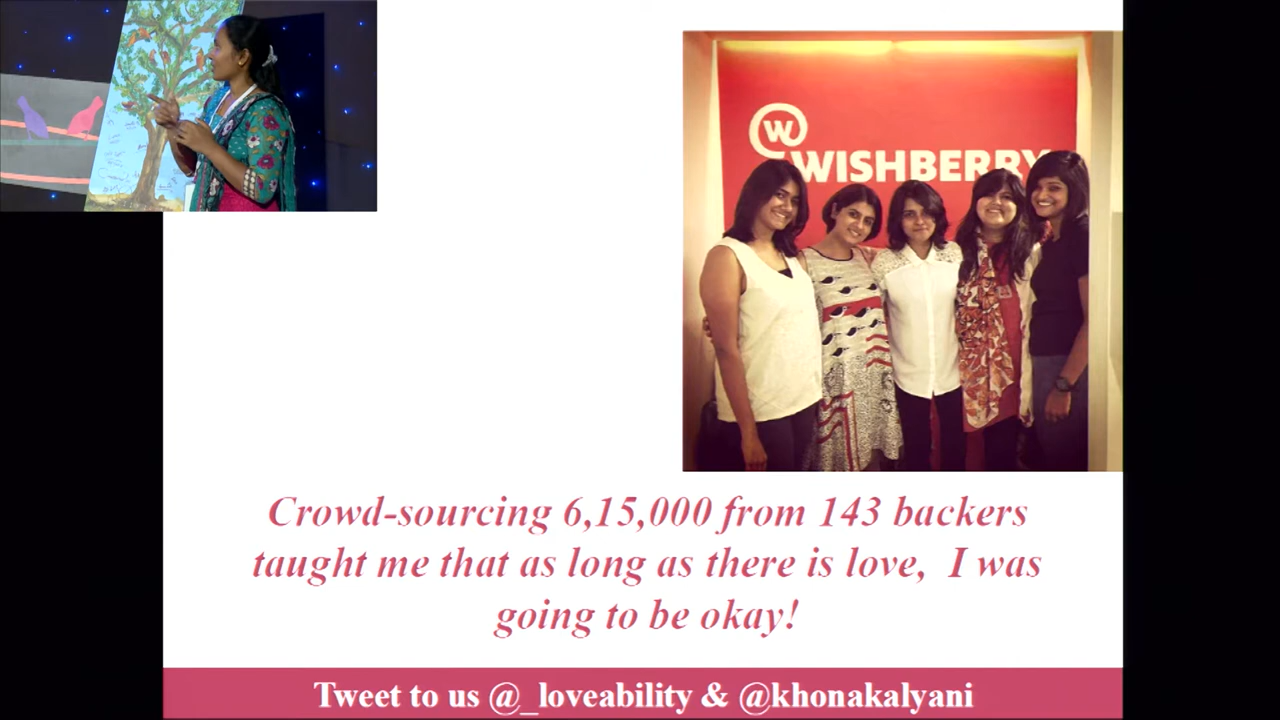 WISHBERRY
Crowd-sourcing 6,15,000 from 143 backers
taught me that as long as there is love, I was
going to be okay!
Tweet to us @_loveability & @khonakalyani